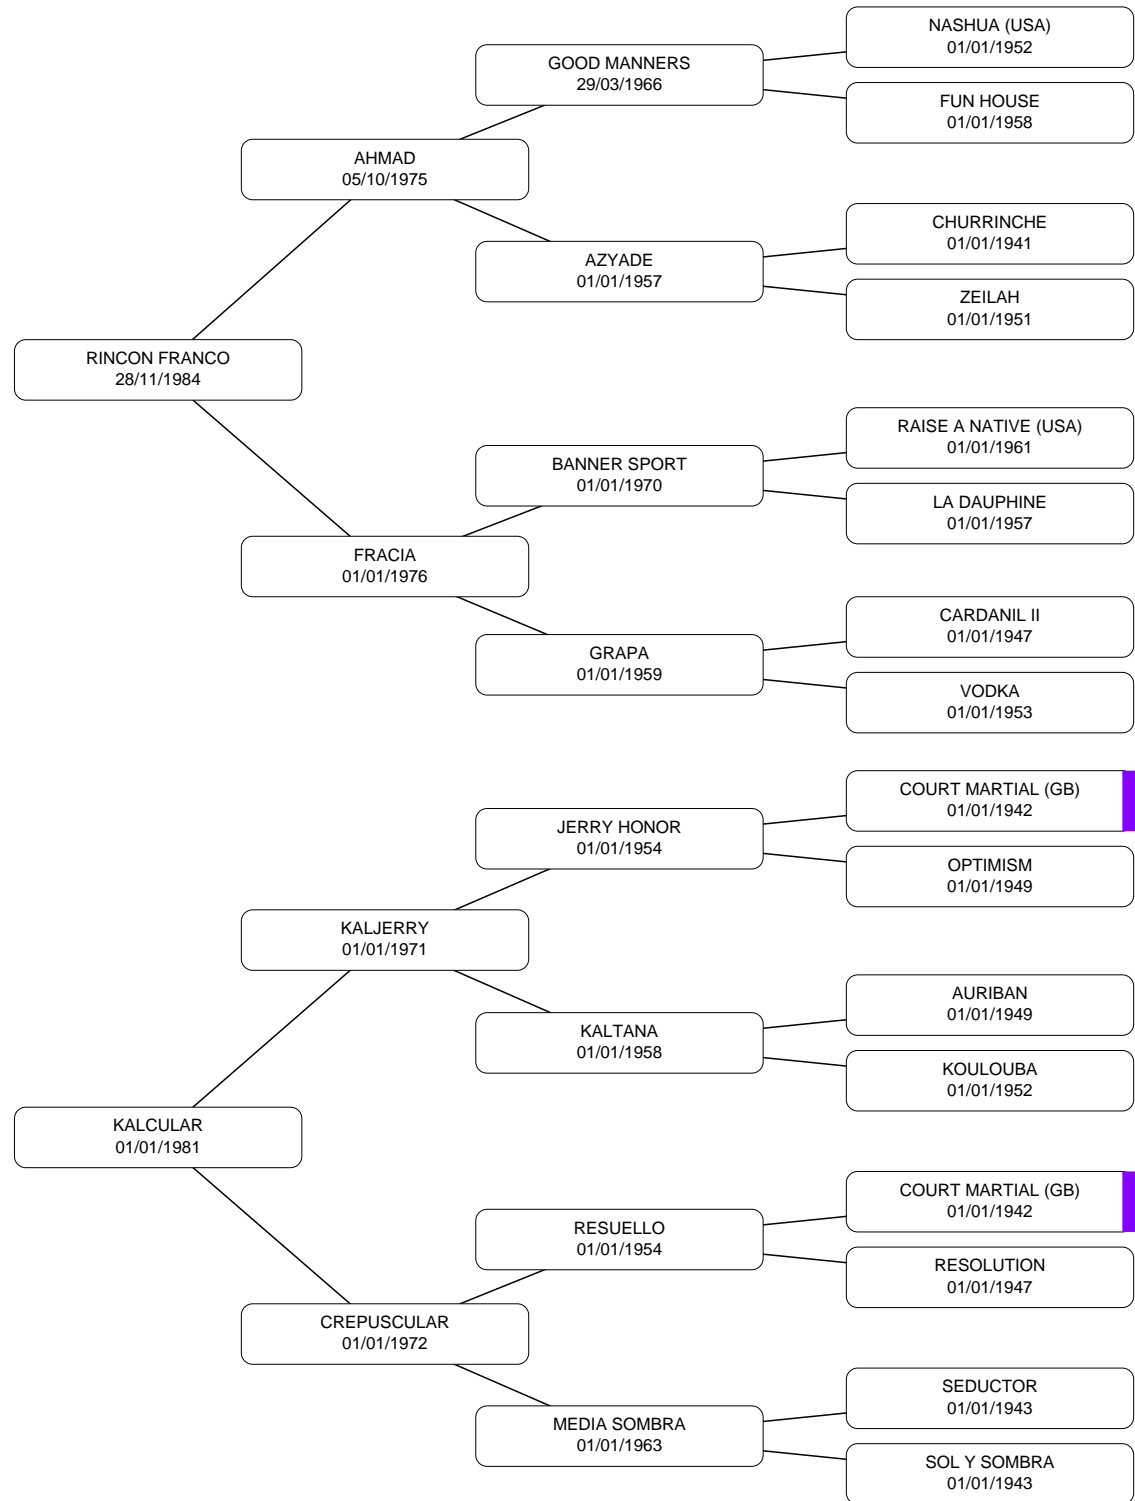 NASHUA (USA)
01/01/1952
GOOD MANNERS
29/03/1966
FUN HOUSE
01/01/1958
AHMAD
05/10/1975
CHURRINCHE
01/01/1941
AZYADE
01/01/1957
ZEILAH
01/01/1951
RINCON FRANCO
28/11/1984
RAISE A NATIVE (USA)
01/01/1961
BANNER SPORT
01/01/1970
LA DAUPHINE
01/01/1957
FRACIA
01/01/1976
CARDANIL II
01/01/1947
GRAPA
01/01/1959
VODKA
01/01/1953
COURT MARTIAL (GB)
01/01/1942
JERRY HONOR
01/01/1954
OPTIMISM
01/01/1949
KALJERRY
01/01/1971
AURIBAN
01/01/1949
KALTANA
01/01/1958
KOULOUBA
01/01/1952
KALCULAR
01/01/1981
COURT MARTIAL (GB)
01/01/1942
RESUELLO
01/01/1954
RESOLUTION
01/01/1947
CREPUSCULAR
01/01/1972
SEDUCTOR
01/01/1943
MEDIA SOMBRA
01/01/1963
SOL Y SOMBRA
01/01/1943